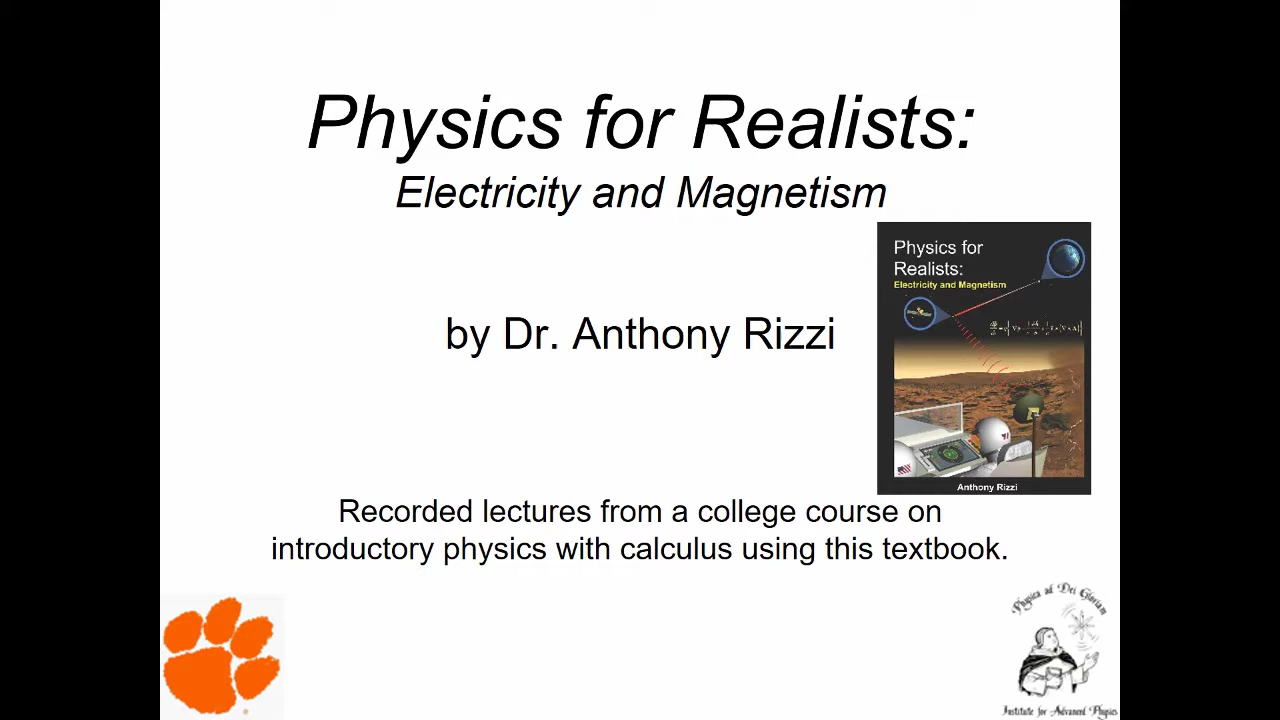 Physics for Realists:
Electricity and Magnetism
Physics for
Realists:
Electricity and Magnetism
by Dr. Anthony Rizzi
Anthony Rizzi
Recorded lectures from a college course on
introductory physics with calculus using this textbook.
Physica ad Dei Gloriam
Institute for Advanced Physics